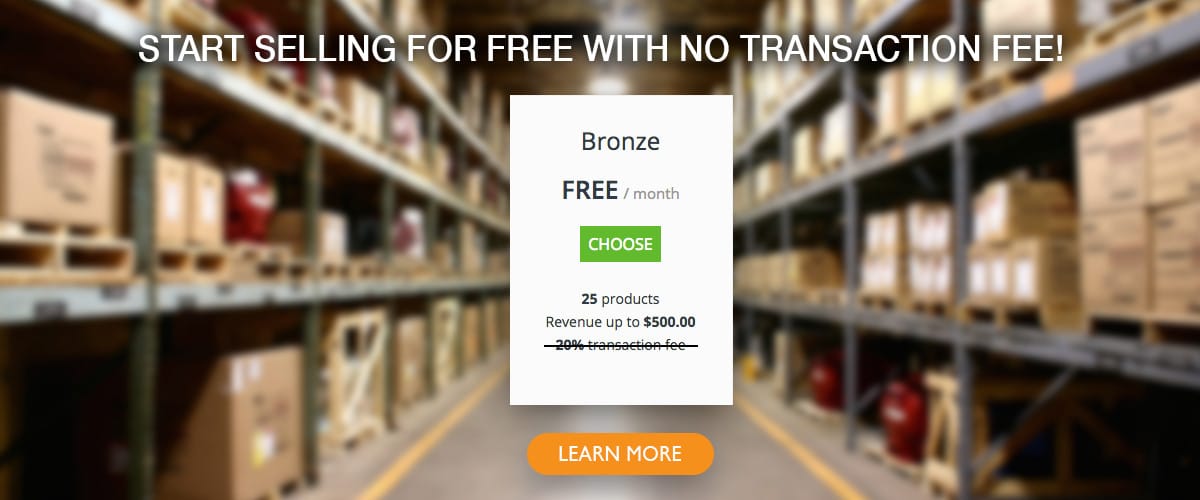 START SELLING FOR FREE WITH NO TRANSACTION FEE!
Bronze
FREE / month
CHOOSE
25 products
Revenue up to $500.00
20% transaction fee
LEARN MORE